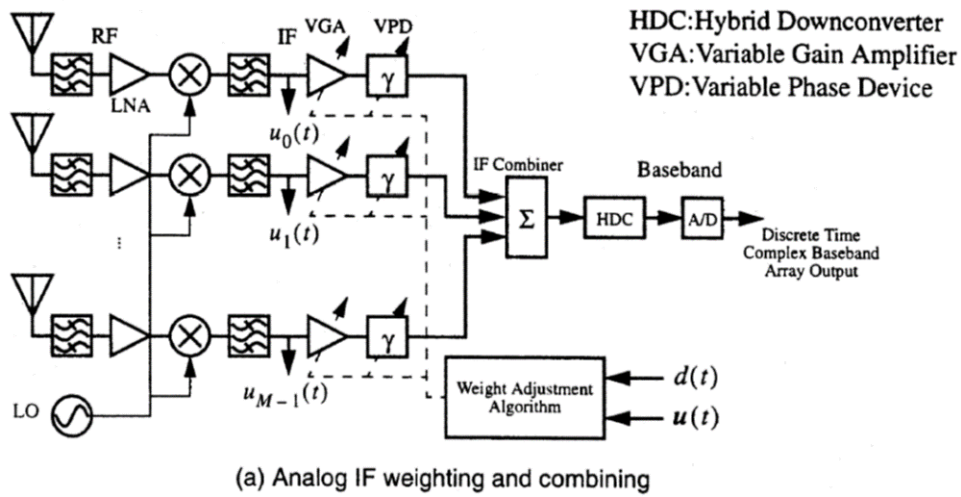 RF
IF
VGA
VPD
HDC:Hybrid Downconverter
VGA:Variable Gain Amplifier
VPD:Variable Phase Device
LNA
γ
u0(t)
IF Combiner
Baseband
γ
Σ
HDC
A/D
u1(t)
Discrete Time
Complex Baseband
Array Output
...
γ
uM−1(t)
Weight Adjustment
Algorithm
d(t)
u(t)
LO
(a) Analog IF weighting and combining